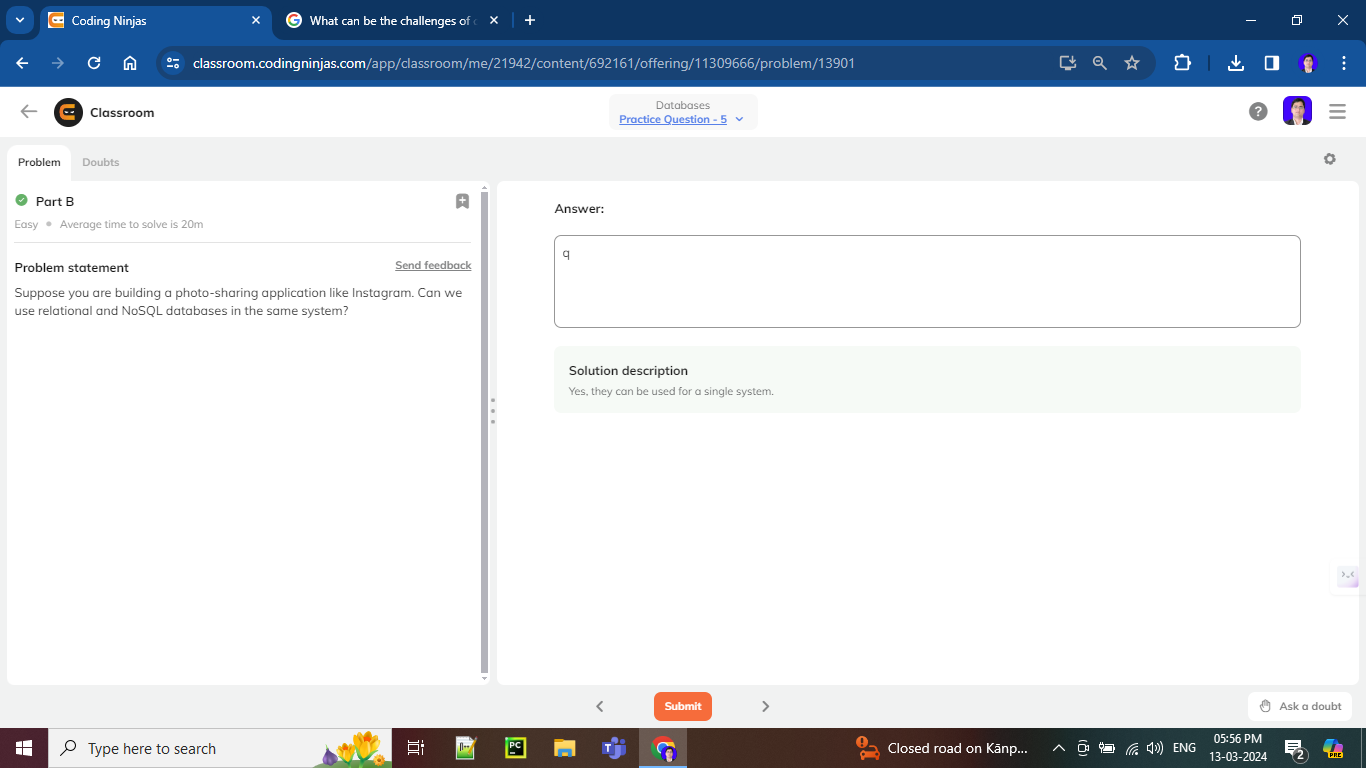 Coding Ninjas
What can be the challenges of
classroom.codingninjas.com/app/classroom/me/21942/content/692161/offering/11309666/problem/13901
Classroom
Databases
Practice Question - 5
?
Problem Doubts
Part B
Easy • Average time to solve is 20m
Problem statement
Send feedback
Suppose you are building a photo-sharing application like Instagram. Can we
use relational and NoSQL databases in the same system?
Answer:
q
Solution description
Yes, they can be used for a single system.
Submit
Ask a doubt
Type here to search
PC
Closed road on Kānp...
ENG
05:56 PM
13-03-2024
2
PRE